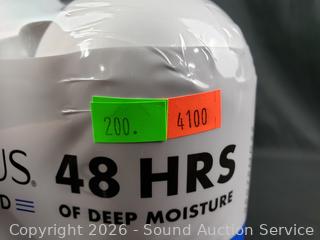 200. 4100
US®
48 HRS
D
OF DEEP MOISTURE
Copyright 2026 - Sound Auction Service